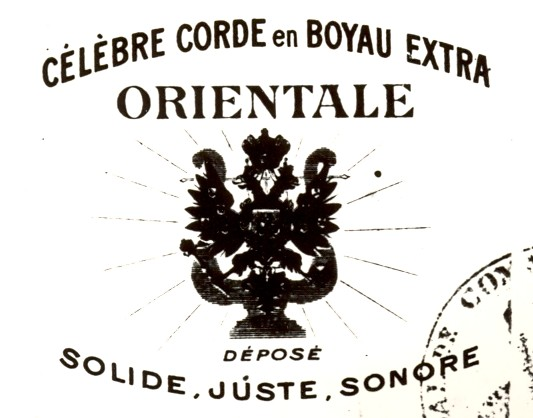 CÉLÈBRE CORDE en BOYAU EXTRA
ORIENTALE
DÉPOSÉ
SOLIDE, JÚSTE, SONORE